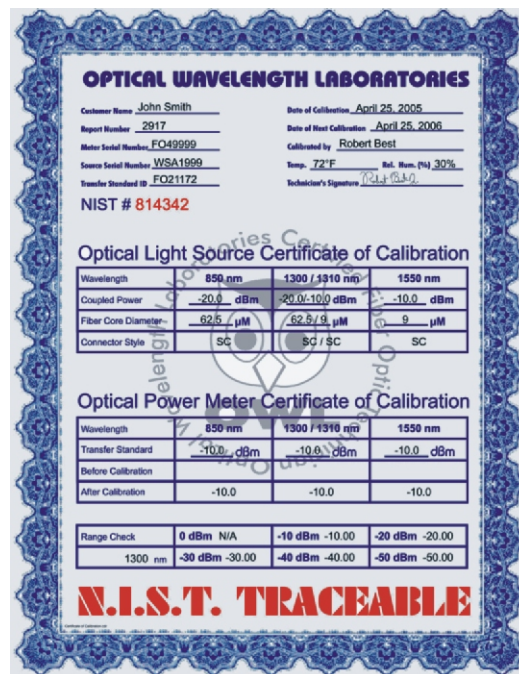 OPTICAL WAVELENGTH LABORATORIES
Customer Name John Smith
Date of Calibration April 25, 2005
Report Number 2917
Date of Next Calibration April 25, 2006
Meter Serial Number FO49999
Calibrated by Robert Best
Source Serial Number WSA1999
Temp. 72°F Rel. Hum. (%) 30%
Transfer Standard ID FO21172
Technician's Signature
NIST # 814342
Optical Light Source Certificate of Calibration
Wavelength 850 nm 1300 / 1310 nm 1550 nm
Coupled Power -20.0 dBm -20.0/-10.0 dBm -10.0 dBm
Fiber Core Diameter 62.5 µM 62.5 / 9 µM 9 µM
Connector Style SC SC / SC SC
Optical Wavelength Laboratories Certified Fiber Optic Technician
OWL
Optical Power Meter Certificate of Calibration
Wavelength 850 nm 1300 / 1310 nm 1550 nm
Transfer Standard -10.0 dBm -10.0 dBm -10.0 dBm
Before Calibration
After Calibration -10.0 -10.0 -10.0
Range Check 0 dBm N/A -10 dBm -10.00 -20 dBm -20.00
1300 nm -30 dBm -30.00 -40 dBm -40.00 -50 dBm -50.00
N.I.S.T. TRACEABLE